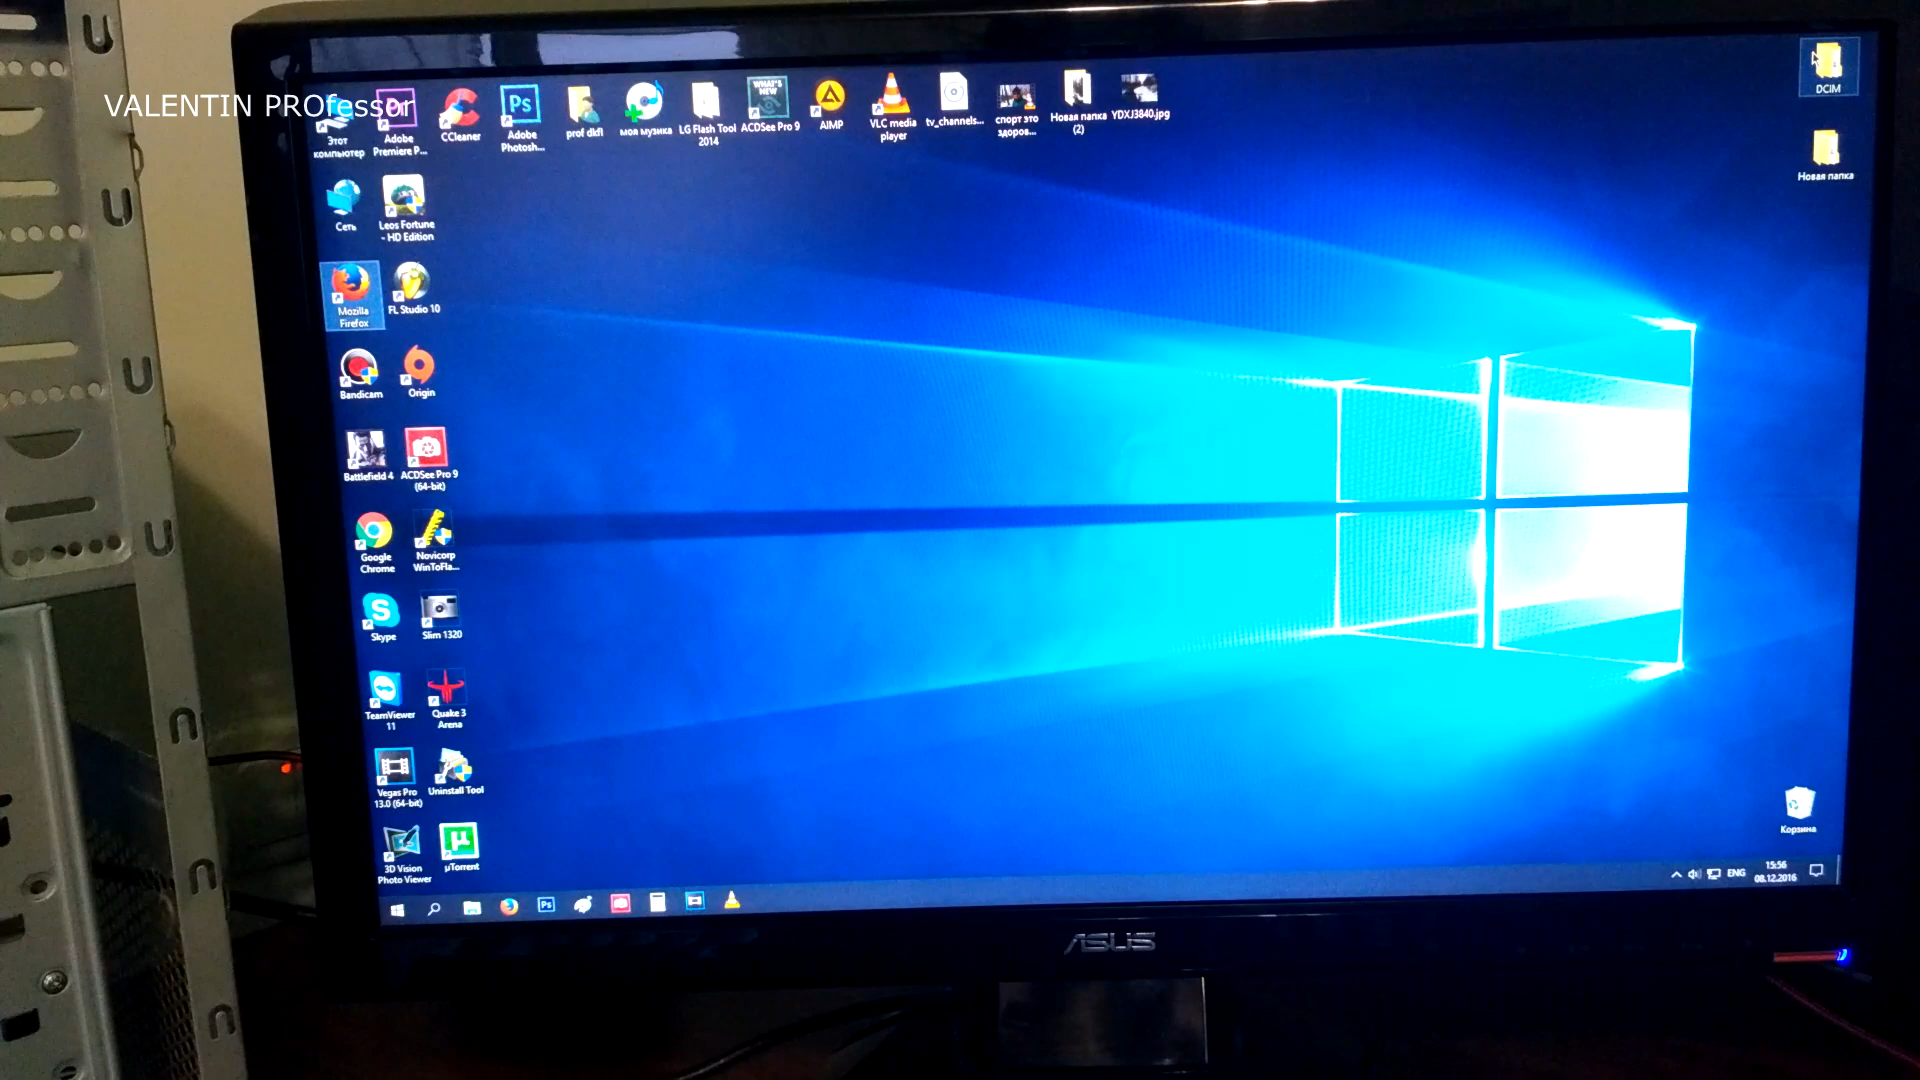 VALENTIN PROfessor
Этот
компьютер
Adobe
Premiere P...
CCleaner
Ps
Adobe
Photosh...
prof dkfl
моя музыка
LG Flash Tool
2014
WHAT'S
NEW
ACDSee Pro 9
AIMP
VLC media
player
tv_channels...
спорт это
здоров...
Новая папка
(2)
YDXJ3840.jpg
DCIM
Новая папка
Сеть
Leos Fortune
- HD Edition
Mozilla
Firefox
FL Studio 10
Bandicam
Origin
Battlefield 4
ACDSee Pro 9
(64-bit)
Google
Chrome
Novicorp
WinToFla...
Skype
Slim 1320
TeamViewer
11
Quake 3
Arena
Vegas Pro
13.0 (64-bit)
Uninstall Tool
3D Vision
Photo Viewer
µ
µTorrent
Корзина
Ps
ENG
15:56
08.12.2016
ASUS